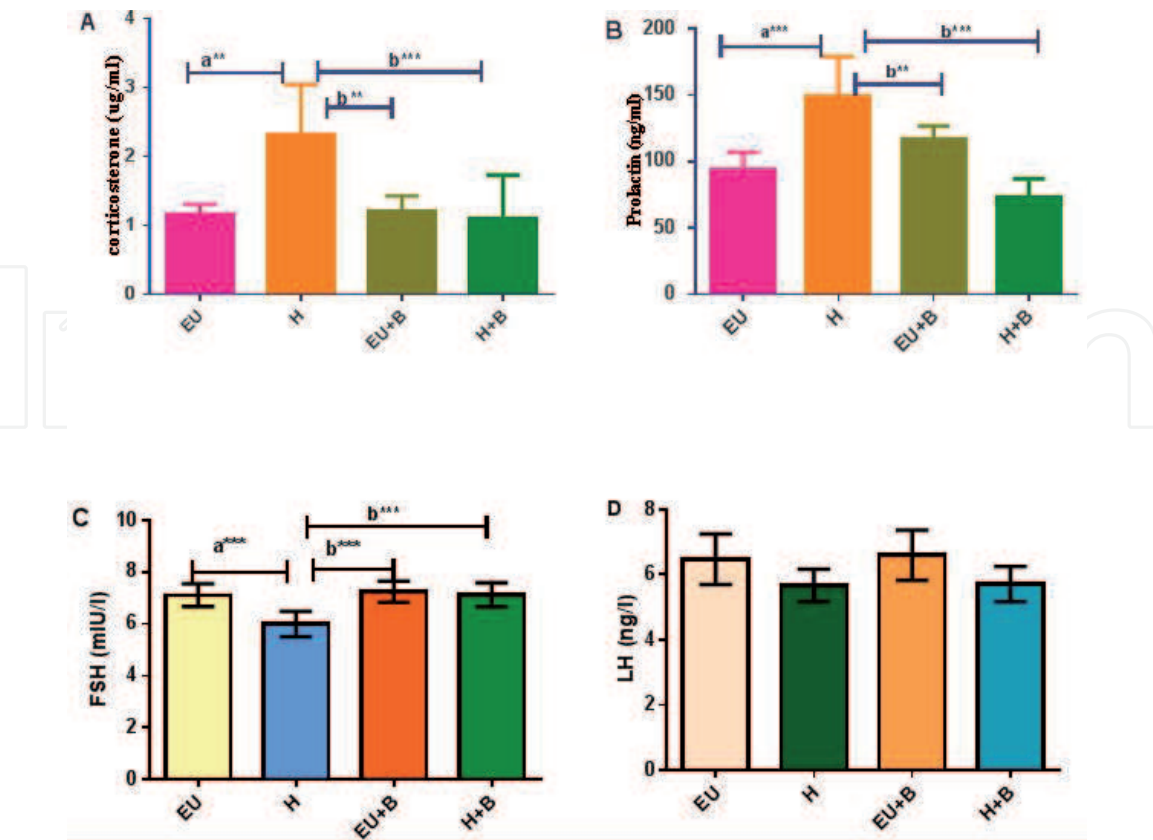 A
corticosterone (ug/ml)
4
3
2
1
0
a**
b***
b**
EU
H
EU+B
H+B
B
Prolactin (ng/ml)
200
150
100
50
0
a***
b***
b**
EU
H
EU+B
H+B
C
FSH (mIU/l)
10
8
6
4
2
0
a***
b***
b***
EU
H
EU+B
H+B
D
LH (ng/l)
8
6
4
2
0
EU
H
EU+B
H+B